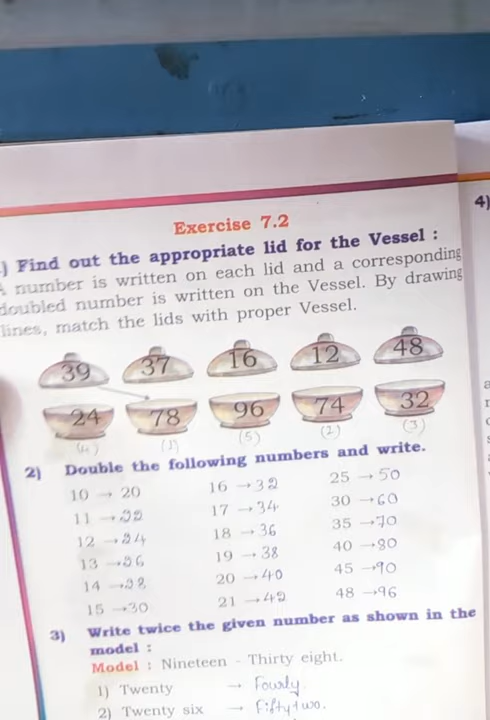 Exercise 7.2
) Find out the appropriate lid for the Vessel :
A number is written on each lid and a corresponding
doubled number is written on the Vessel. By drawing
lines, match the lids with proper Vessel.
39 37 16 12 48
24 78 96 74 32
(4) (1) (5) (2) (3)
2) Double the following numbers and write.
10 → 20 16 → 32 25 → 50
11 → 22 17 → 34 30 → 60
12 → 24 18 → 36 35 → 70
13 → 26 19 → 38 40 → 80
14 → 28 20 → 40 45 → 90
15 → 30 21 → 42 48 → 96
3) Write twice the given number as shown in the
model :
Model : Nineteen - Thirty eight.
1) Twenty → Fourly.
2) Twenty six → Fifty two.
4)